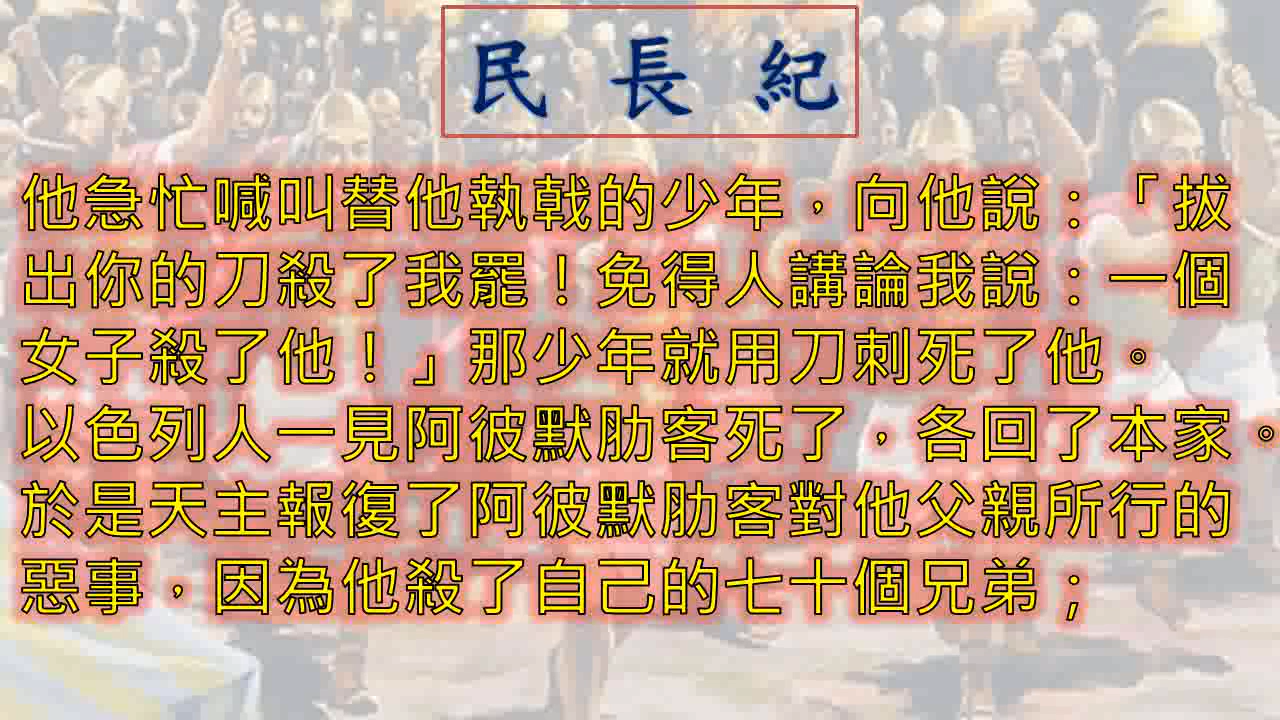 民長紀
他急忙喊叫替他執戟的少年，向他說：「拔
出你的刀殺了我罷！免得人講論我說：一個
女子殺了他！」那少年就用刀刺死了他。
以色列人一見阿彼默肋客死了，各回了本家。
於是天主報復了阿彼默肋客對他父親所行的
惡事，因為他殺了自己的七十個兄弟；